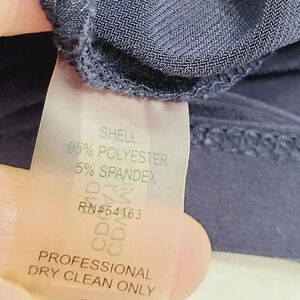 SHELL:
95% POLYESTER
5% SPANDEX
RN#54163
PROFESSIONAL
DRY CLEAN ONLY